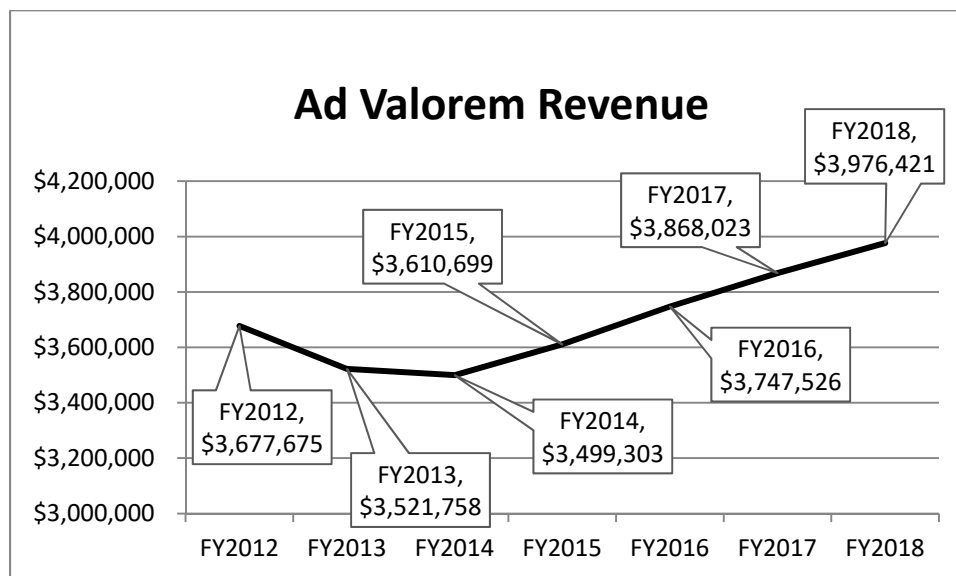 Ad Valorem Revenue
$4,200,000
$4,000,000
$3,800,000
$3,600,000
$3,400,000
$3,200,000
$3,000,000
FY2012,
$3,677,675
FY2013,
$3,521,758
FY2014,
$3,499,303
FY2015,
$3,610,699
FY2016,
$3,747,526
FY2017,
$3,868,023
FY2018,
$3,976,421
FY2012 FY2013 FY2014 FY2015 FY2016 FY2017 FY2018